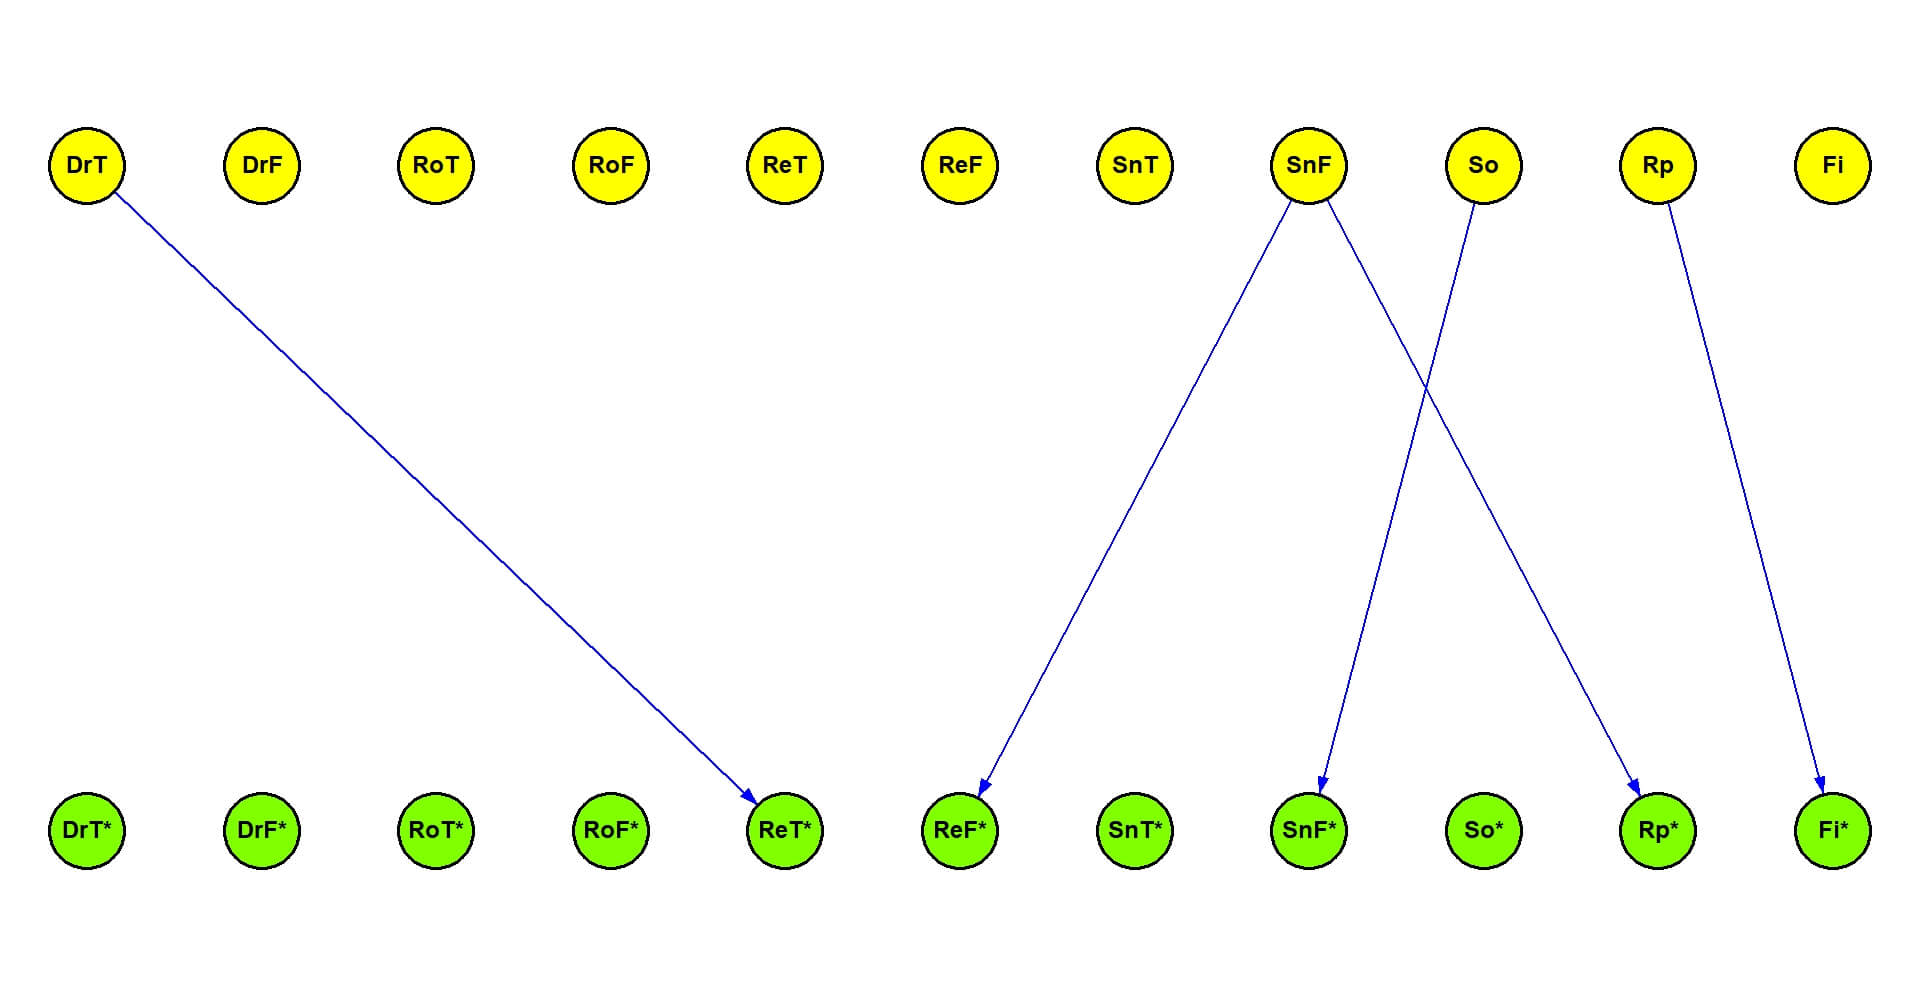 DrT DrF RoT RoF ReT ReF SnT SnF So Rp Fi
DrT* DrF* RoT* RoF* ReT* ReF* SnT* SnF* So* Rp* Fi*